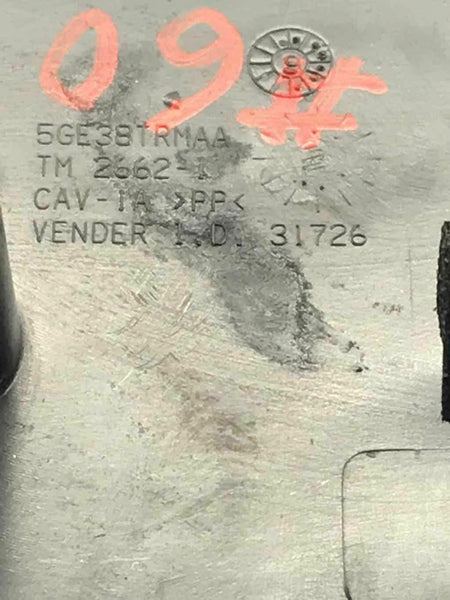 09#
5GE38TRMAA
TM 2662-1
CAV-1A >PP<
VENDER I.D. 31726